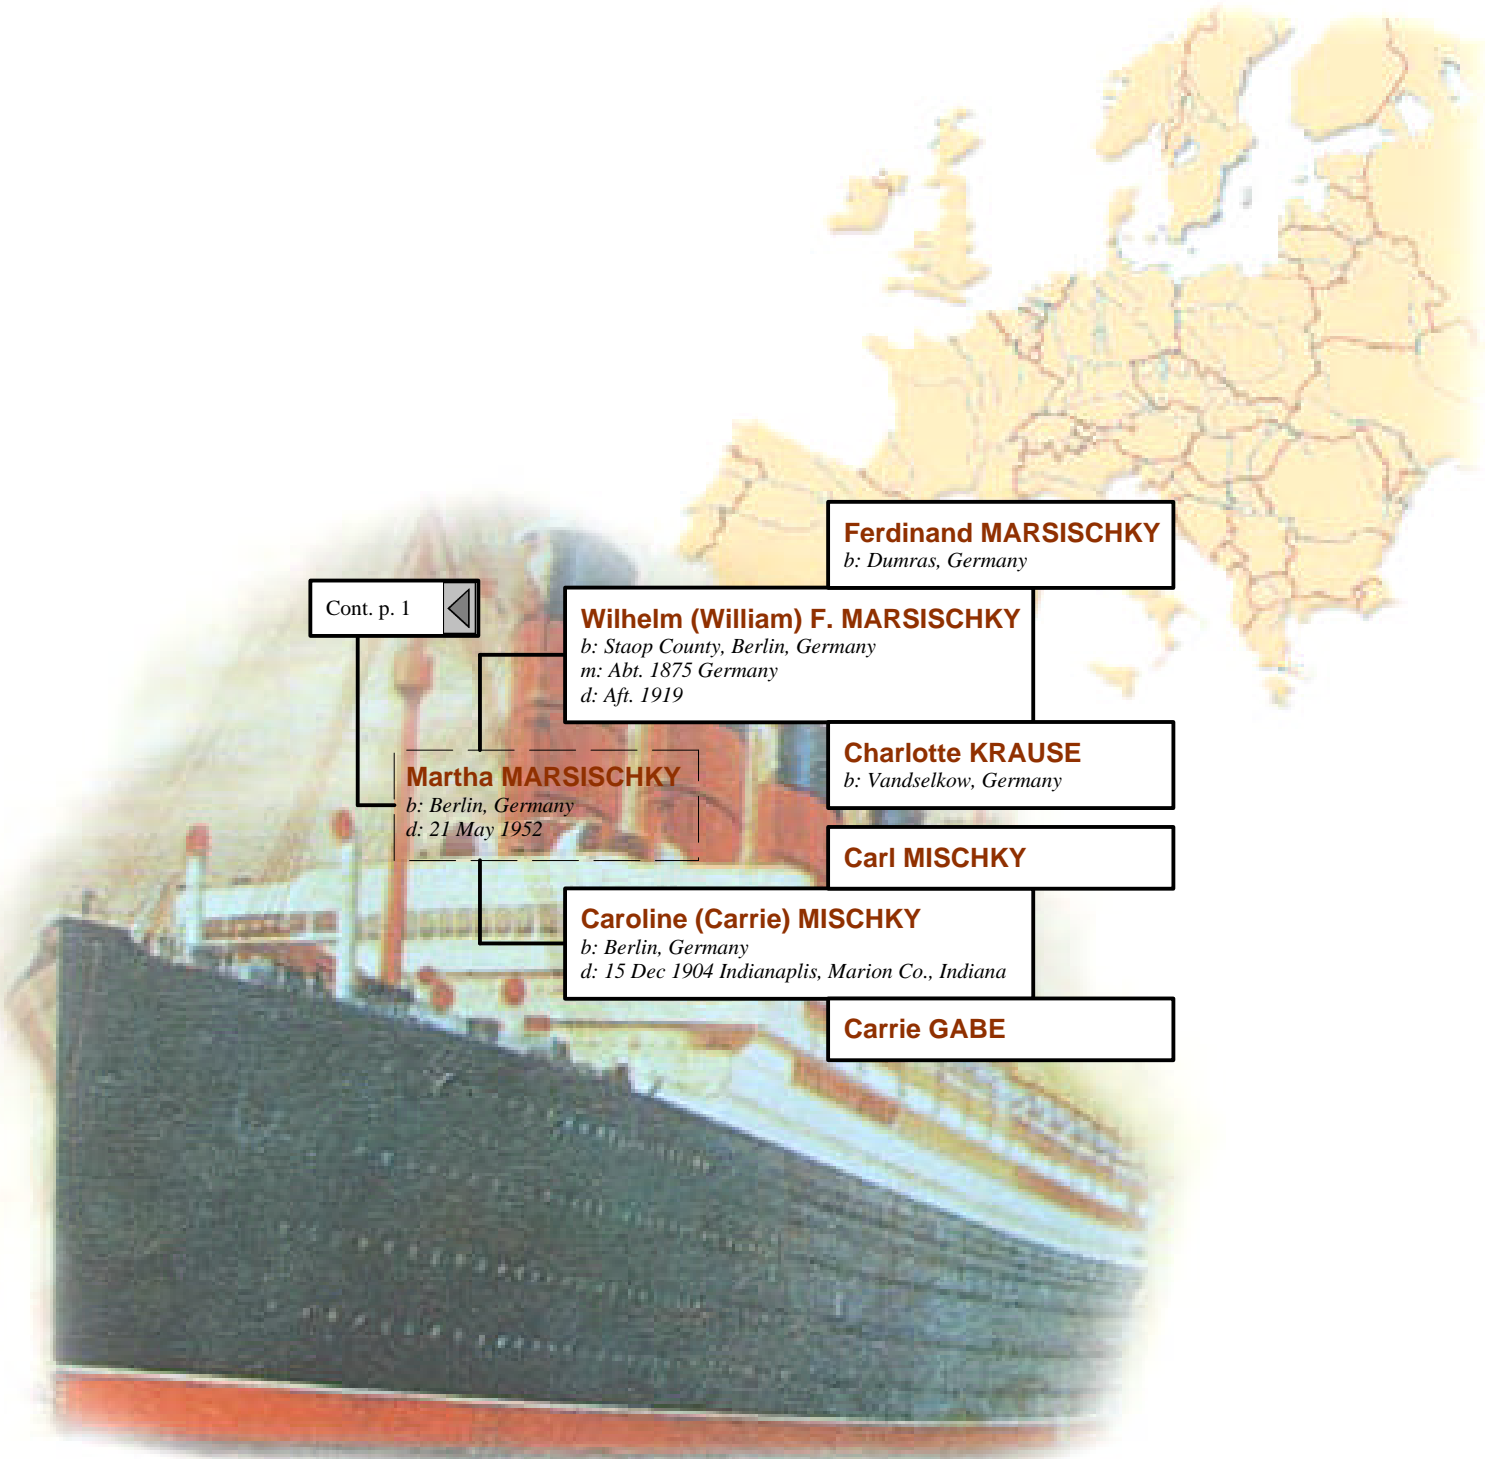 Ferdinand MARSISCHKY
b: Dumras, Germany
Cont. p. 1
Wilhelm (William) F. MARSISCHKY
b: Staop County, Berlin, Germany
m: Abt. 1875 Germany
d: Aft. 1919
Charlotte KRAUSE
b: Vandselkow, Germany
Martha MARSISCHKY
b: Berlin, Germany
d: 21 May 1952
Carl MISCHKY
Caroline (Carrie) MISCHKY
b: Berlin, Germany
d: 15 Dec 1904 Indianaplis, Marion Co., Indiana
Carrie GABE